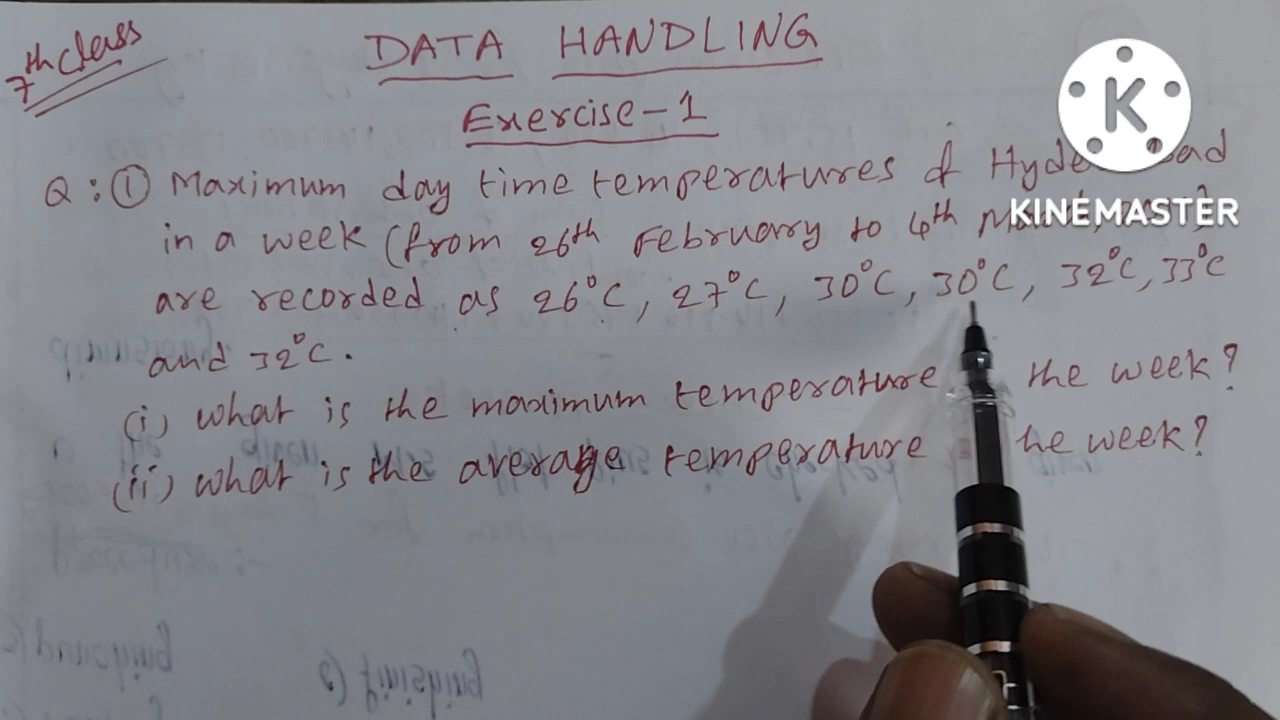 7th class
DATA HANDLING
Exercise-1
Q: ① Maximum day time temperatures of
in a week (from 26th February to 4th
are recorded as 26°C, 27°C, 30°C, 30°C, 32°C, 33°C
and 32°C.
(i) what is the maximum temperature the week?
(ii) what is the average temperature week?
K
KINEMASTER